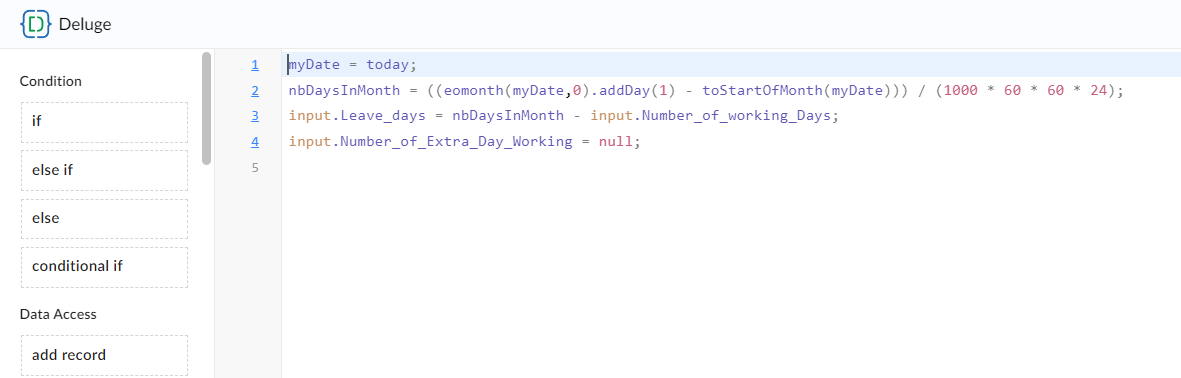 Deluge
Condition
if
else if
else
conditional if
Data Access
add record
1 myDate = today;
2 nbDaysInMonth = ((eomonth(myDate,0).addDay(1) - toStartOfMonth(myDate))) / (1000 * 60 * 60 * 24);
3 input.Leave_days = nbDaysInMonth - input.Number_of_working_Days;
4 input.Number_of_Extra_Day_Working = null;
5